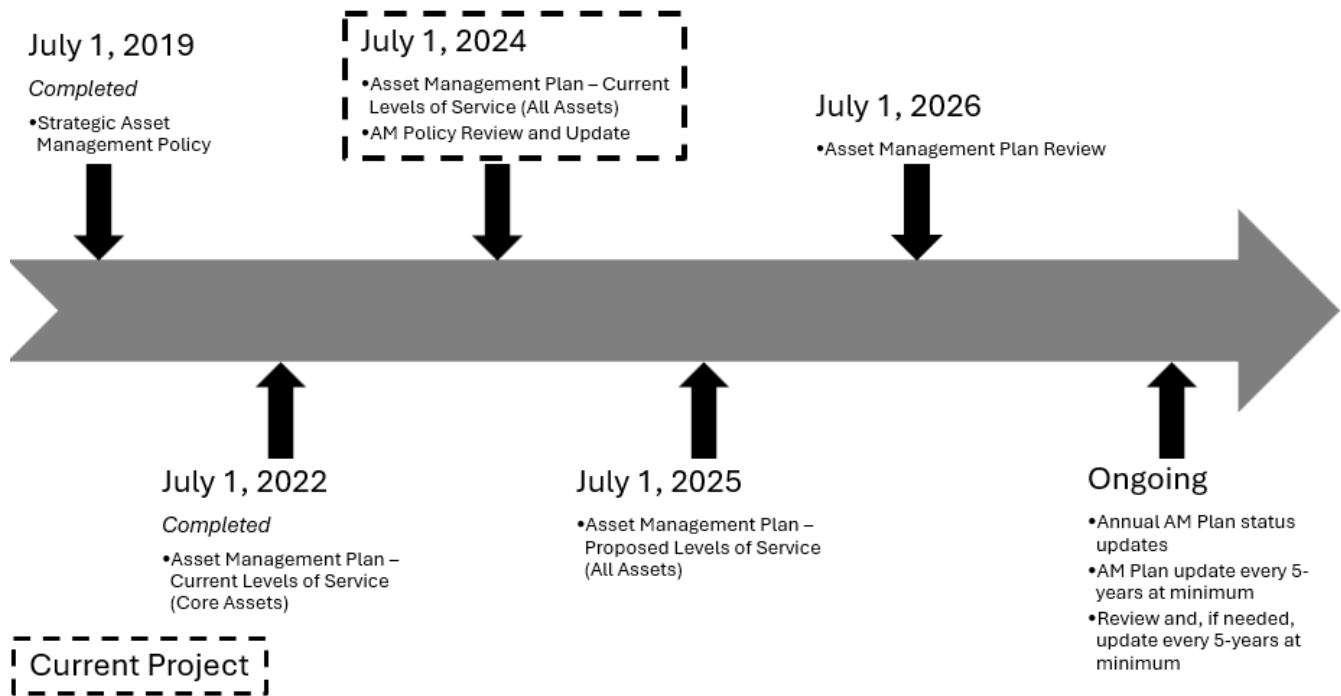 July 1, 2019
Completed
•Strategic Asset
Management Policy
July 1, 2024
•Asset Management Plan – Current
Levels of Service (All Assets)
•AM Policy Review and Update
July 1, 2026
•Asset Management Plan Review
July 1, 2022
Completed
•Asset Management Plan –
Current Levels of Service
(Core Assets)
July 1, 2025
•Asset Management Plan –
Proposed Levels of Service
(All Assets)
Ongoing
•Annual AM Plan status
updates
•AM Plan update every 5-
years at minimum
•Review and, if needed,
update every 5-years at
minimum
Current Project